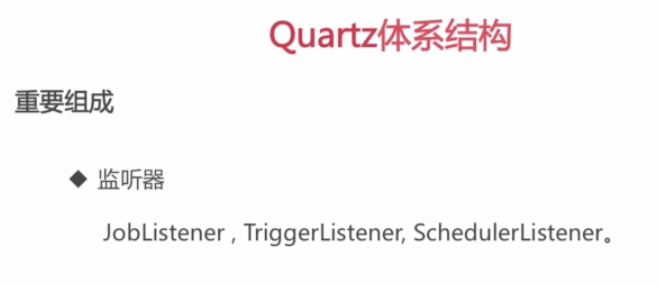 Quartz体系结构
重要组成
◆ 监听器
JobListener , TriggerListener, SchedulerListener。